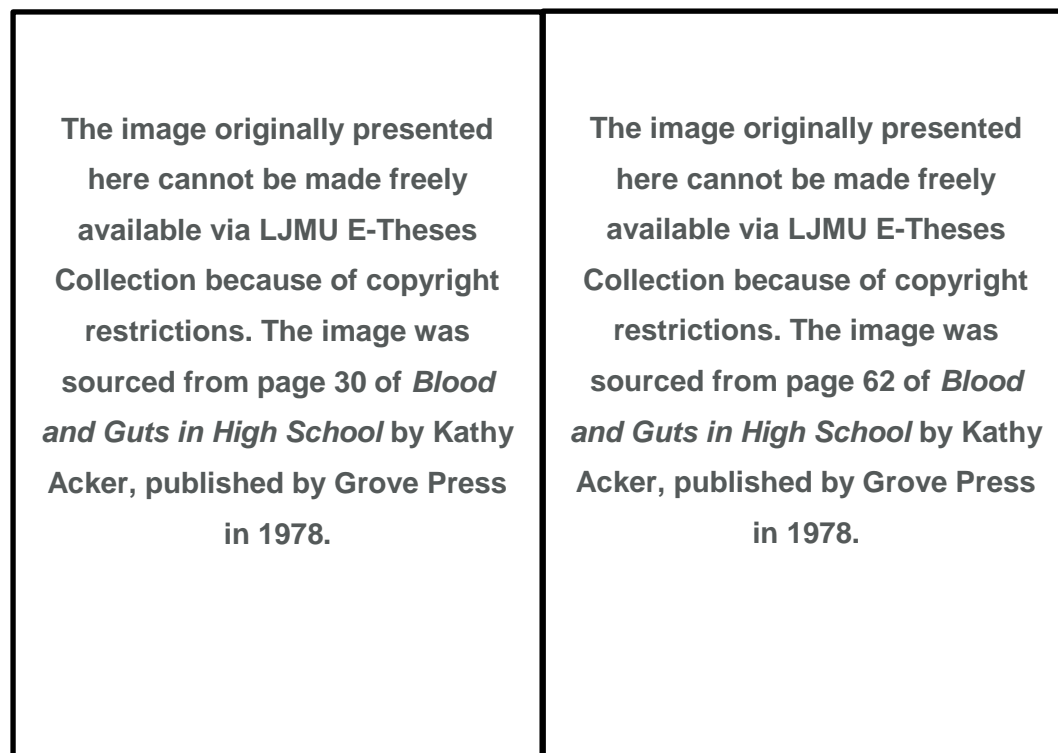 The image originally presented
here cannot be made freely
available via LJMU E-Theses
Collection because of copyright
restrictions. The image was
sourced from page 30 of Blood
and Guts in High School by Kathy
Acker, published by Grove Press
in 1978.
The image originally presented
here cannot be made freely
available via LJMU E-Theses
Collection because of copyright
restrictions. The image was
sourced from page 62 of Blood
and Guts in High School by Kathy
Acker, published by Grove Press
in 1978.